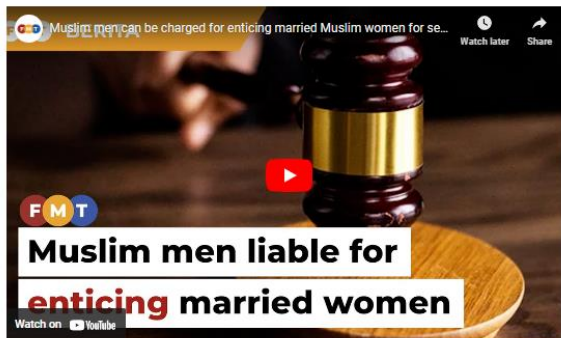 FMT
Muslim men can be charged for enticing married Muslim women for se...
BERITA
Watch later
Share
FMT
Muslim men liable for
enticing married women
Watch on YouTube